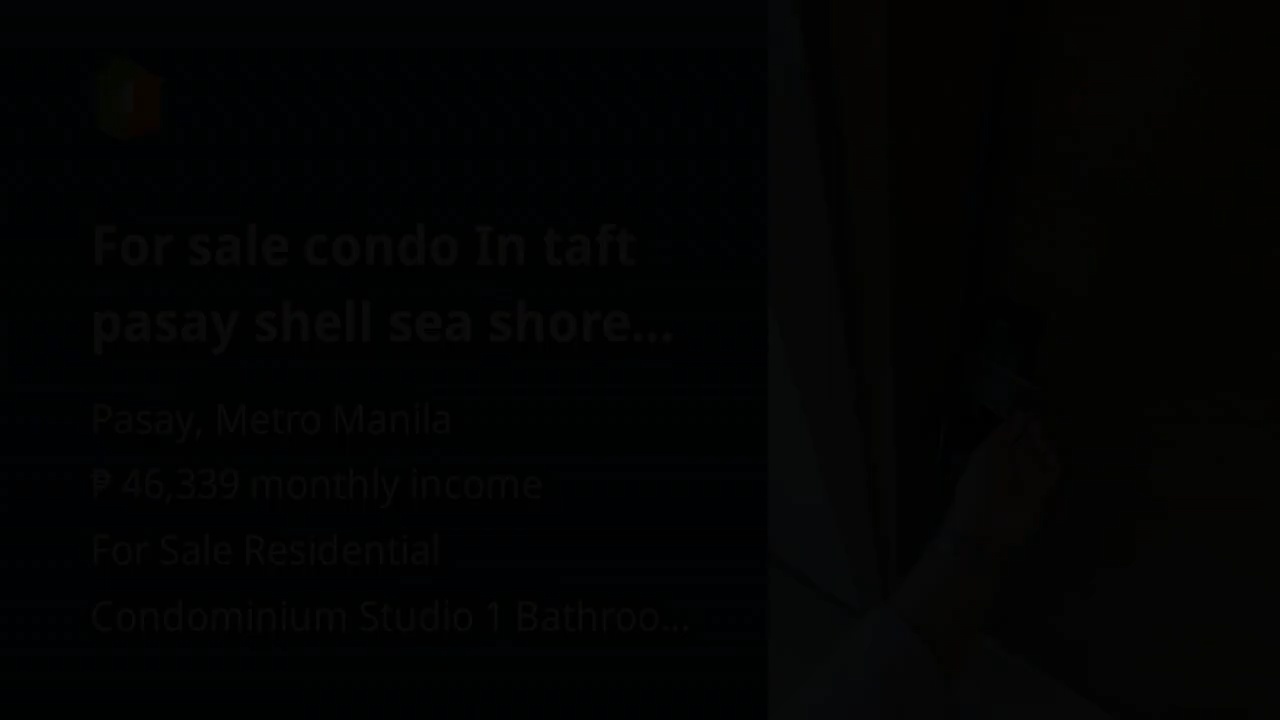 For sale condo In taft
pasay shell sea shore...
Pasay, Metro Manila
₱ 46,339 monthly income
For Sale Residential
Condominium Studio 1 Bathroo...